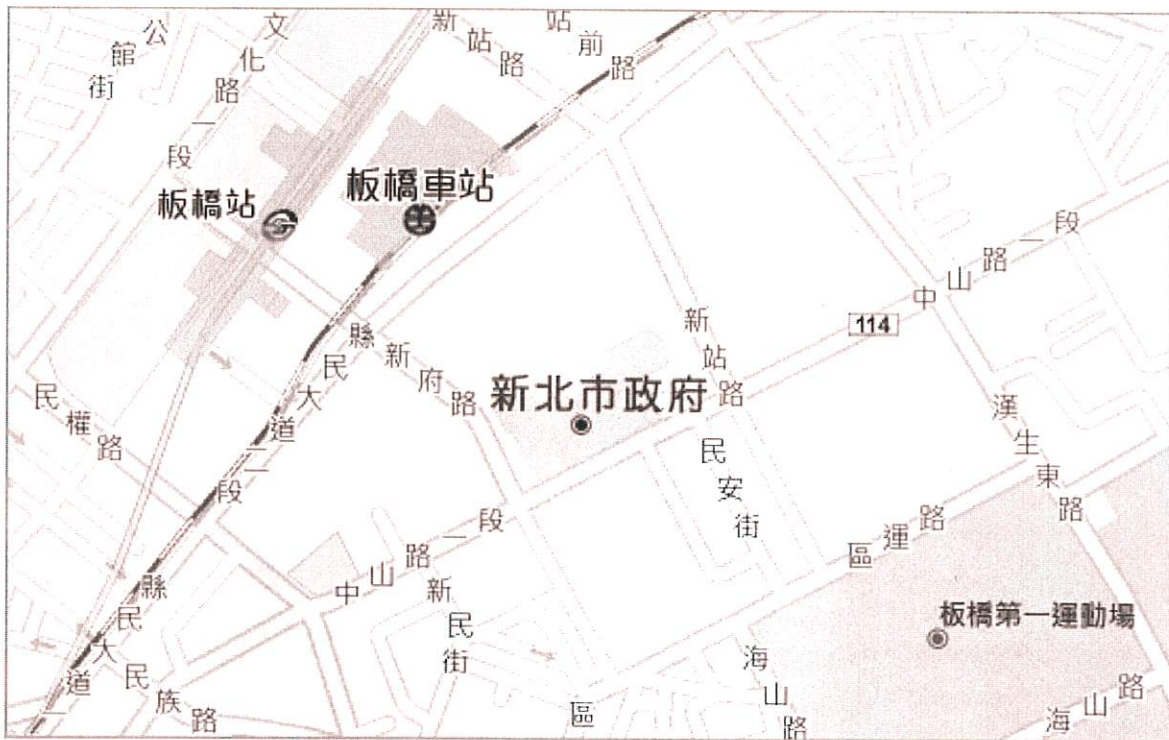 公館街
文化路一段
新站路
站前路
板橋站
板橋車站
中山路一段
114
新站路
縣民大道二段
新府路
新北市政府
民權路
漢生東路
民安街
中山路一段
區運路
新民街
縣民大道一
民族路
板橋第一運動場
海山路
區
海山路